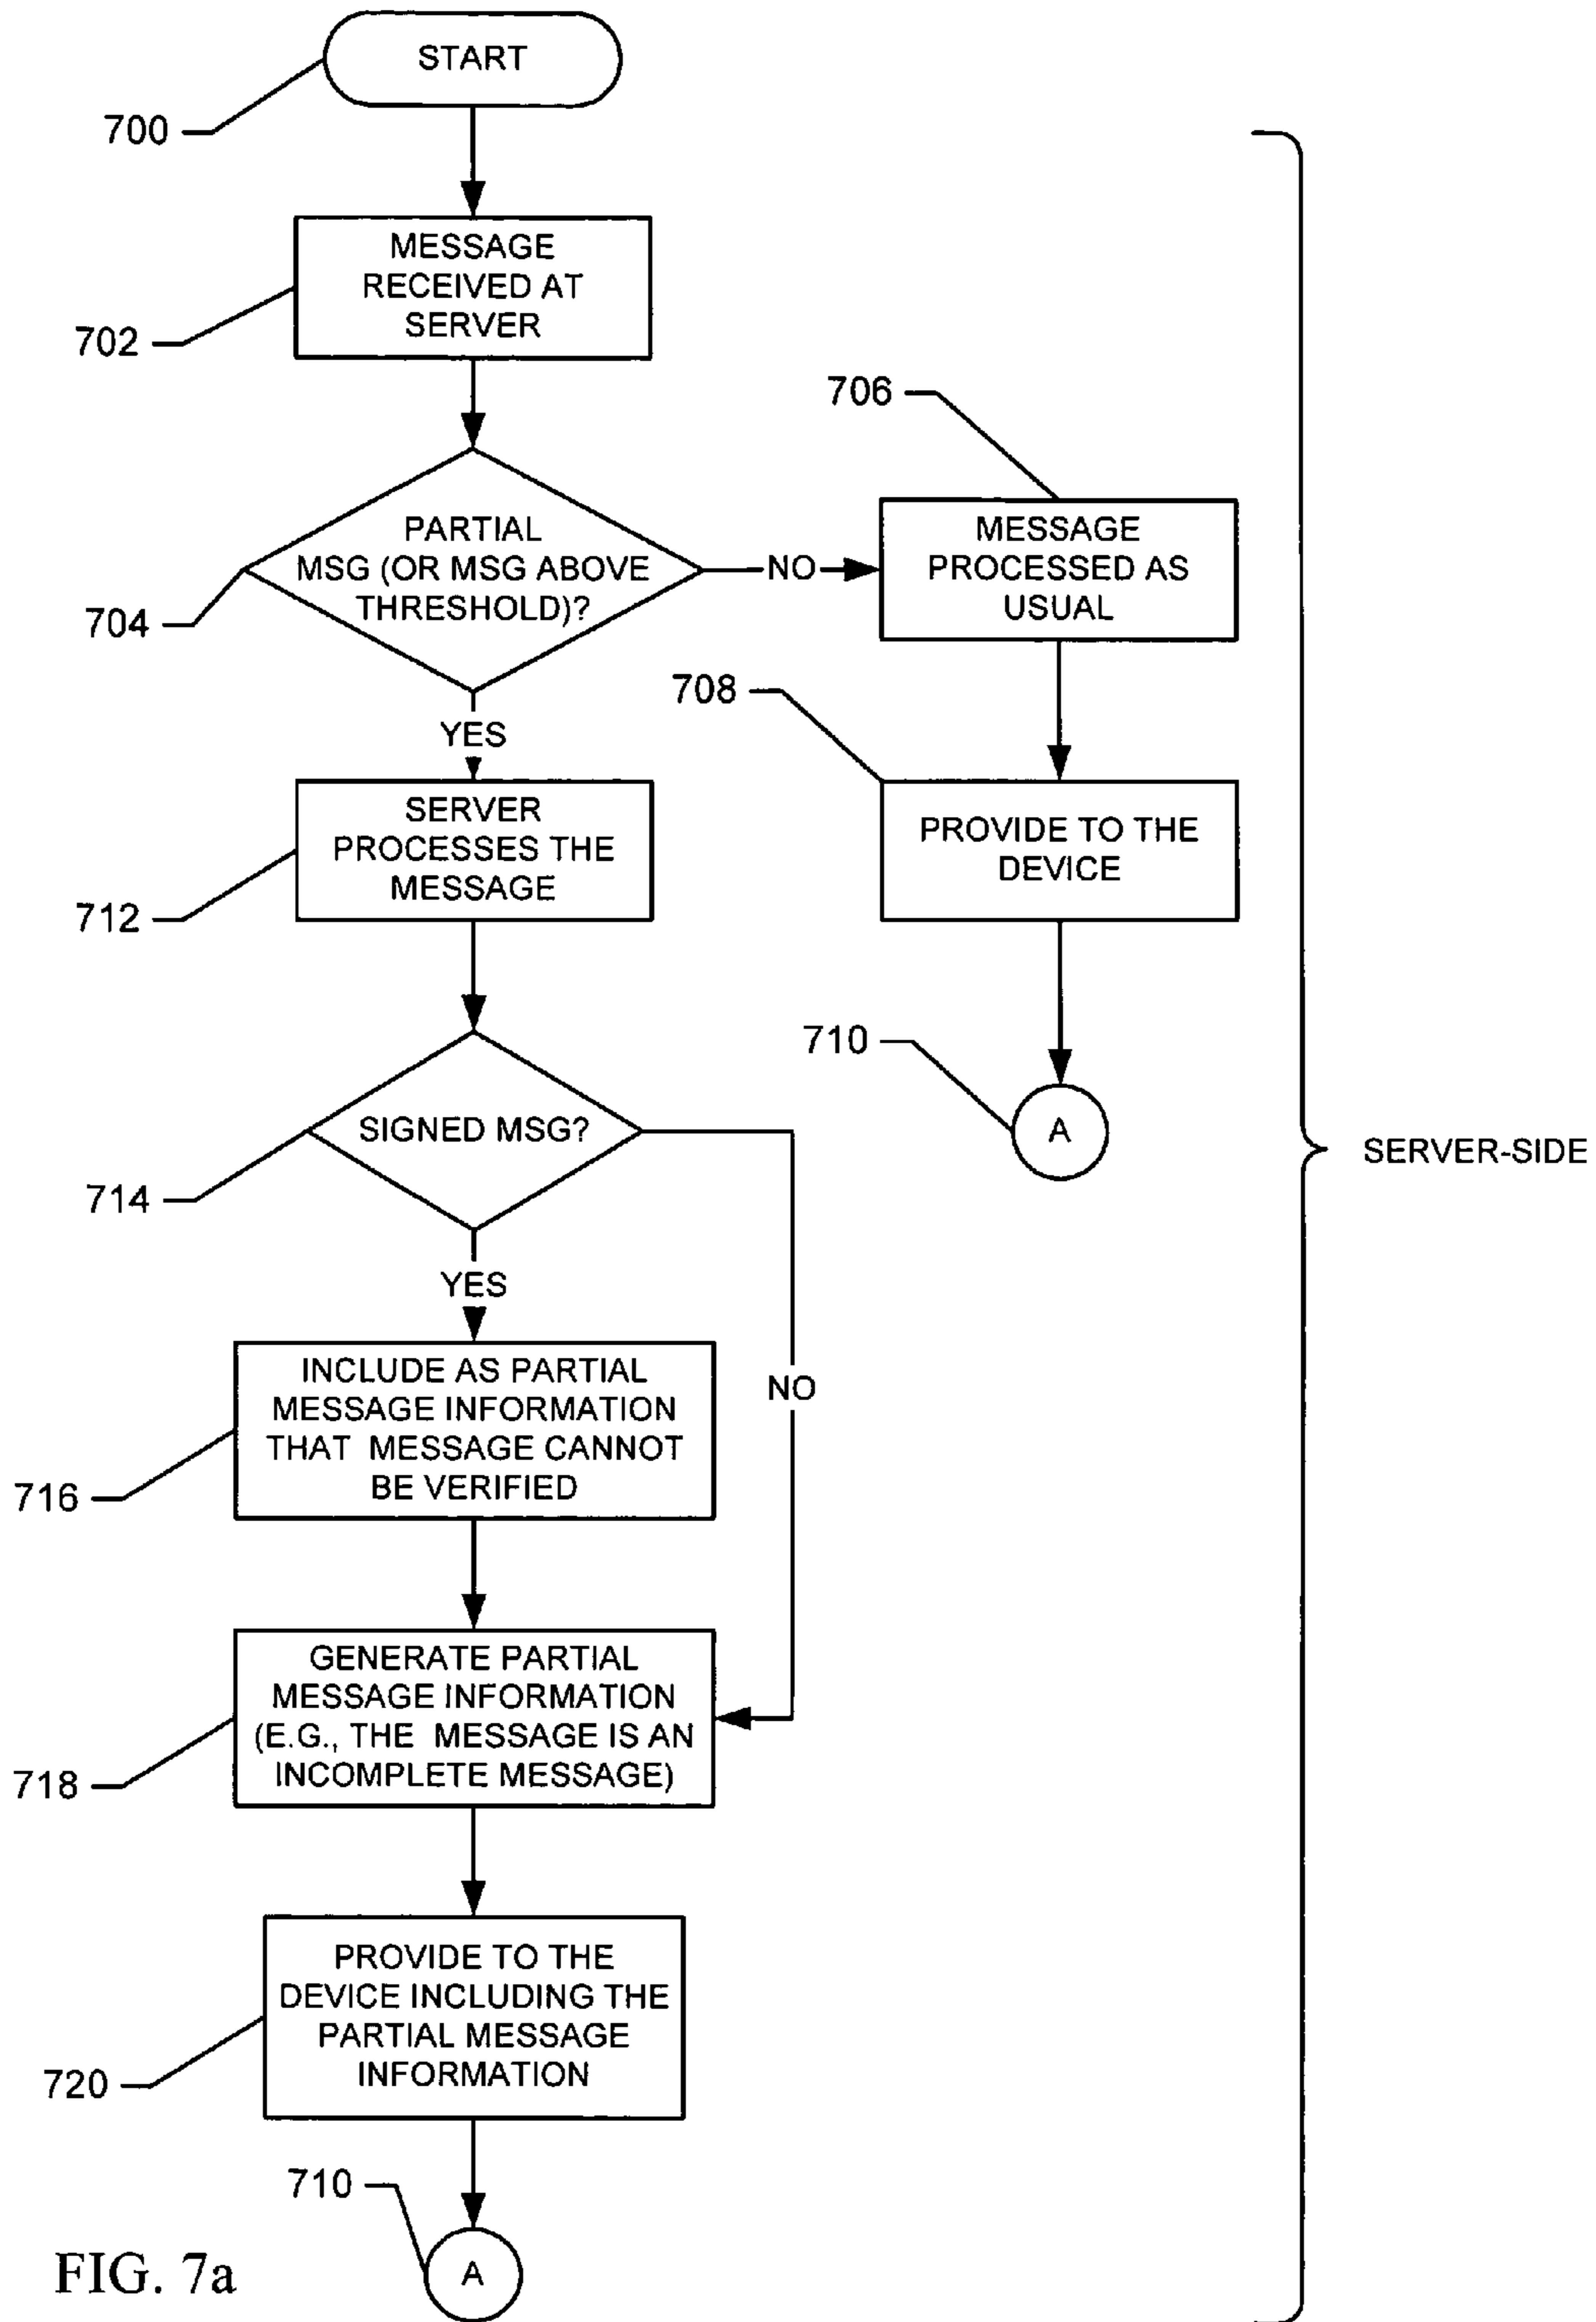 START
700
MESSAGE
RECEIVED AT
SERVER
702
706
PARTIAL
MSG (OR MSG ABOVE
THRESHOLD)?
NO
MESSAGE
PROCESSED AS
USUAL
704
708
YES
SERVER
PROCESSES THE
MESSAGE
PROVIDE TO THE
DEVICE
712
710
SIGNED MSG?
A
SERVER-SIDE
714
YES
INCLUDE AS PARTIAL
MESSAGE INFORMATION
THAT MESSAGE CANNOT
BE VERIFIED
NO
716
GENERATE PARTIAL
MESSAGE INFORMATION
(E.G., THE MESSAGE IS AN
INCOMPLETE MESSAGE)
718
PROVIDE TO THE
DEVICE INCLUDING THE
PARTIAL MESSAGE
INFORMATION
720
710
A
FIG. 7a